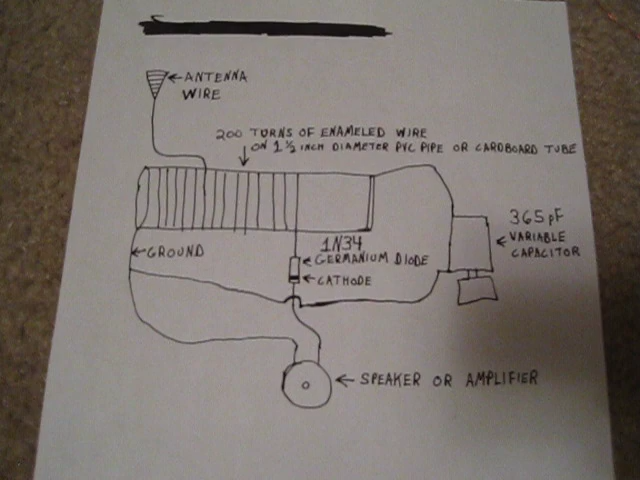 ANTENNA
WIRE
200 TURNS OF ENAMELED WIRE
ON 1 1/2 INCH DIAMETER PVC PIPE OR CARDBOARD TUBE
365pF
VARIABLE
CAPACITOR
GROUND
1N34
GERMANIUM DIODE
CATHODE
SPEAKER OR AMPLIFIER